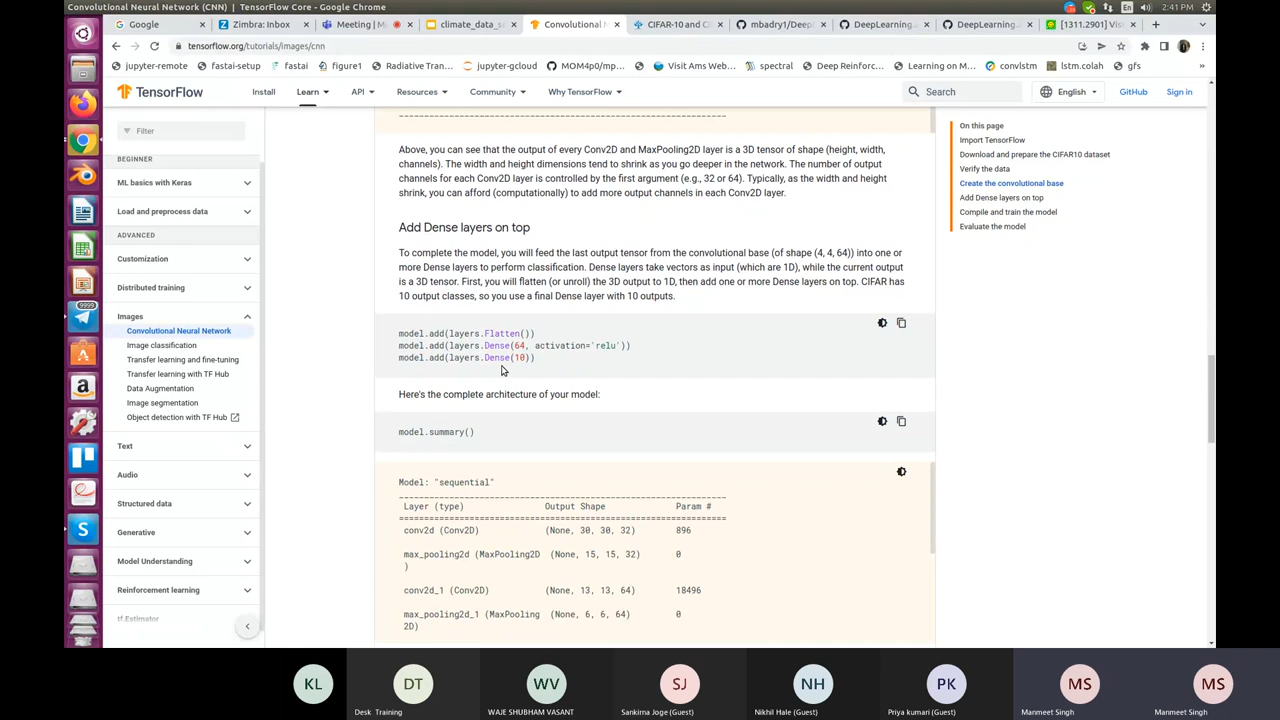 Convolutional Neural Network (CNN) | TensorFlow Core - Google Chrome
En
2:41 PM
Google
Zimbra: Inbox
Meeting | M
climate_data_s
Convolutional N
CIFAR-10 and C
mbadry1/DeepL
DeepLearning.
DeepLearning.
[1311.2901] Vis
tensorflow.org/tutorials/images/cnn
jupyter-remote
fastai-setup
fastai
figure1
Radiative Tran...
jupyter-gcloud
MOM4p0/mp...
Visit Ams Web...
spectral
Deep Reinforc...
Learning on M...
convlstm
lstm.colah
gfs
TensorFlow
Install
Learn
API
Resources
Community
Why TensorFlow
Search
English
GitHub
Sign in
Filter
BEGINNER
ML basics with Keras
Load and preprocess data
ADVANCED
Customization
Distributed training
Images
Convolutional Neural Network
Image classification
Transfer learning and fine-tuning
Transfer learning with TF Hub
Data Augmentation
Image segmentation
Object detection with TF Hub
Text
Audio
Structured data
Generative
Model Understanding
Reinforcement learning
tf.Estimator
Above, you can see that the output of every Conv2D and MaxPooling2D layer is a 3D tensor of shape (height, width,
channels). The width and height dimensions tend to shrink as you go deeper in the network. The number of output
channels for each Conv2D layer is controlled by the first argument (e.g., 32 or 64). Typically, as the width and height
shrink, you can afford (computationally) to add more output channels in each Conv2D layer.
Add Dense layers on top
To complete the model, you will feed the last output tensor from the convolutional base (of shape (4, 4, 64)) into one or
more Dense layers to perform classification. Dense layers take vectors as input (which are 1D), while the current output
is a 3D tensor. First, you will flatten (or unroll) the 3D output to 1D, then add one or more Dense layers on top. CIFAR has
10 output classes, so you use a final Dense layer with 10 outputs.
model.add(layers.Flatten())
model.add(layers.Dense(64, activation='relu'))
model.add(layers.Dense(10))
Here's the complete architecture of your model:
model.summary()
Model: "sequential"
Layer (type) Output Shape Param #
conv2d (Conv2D) (None, 30, 30, 32) 896
max_pooling2d (MaxPooling2D (None, 15, 15, 32) 0
)
conv2d_1 (Conv2D) (None, 13, 13, 64) 18496
max_pooling2d_1 (MaxPooling (None, 6, 6, 64) 0
2D)
On this page
Import TensorFlow
Download and prepare the CIFAR10 dataset
Verify the data
Create the convolutional base
Add Dense layers on top
Compile and train the model
Evaluate the model
KL
DT
WV
SJ
NH
PK
MS
MS
Desk Training
WAJE SHUBHAM VASANT
Sankirna Joge (Guest)
Nikhil Hale (Guest)
Priya kumari (Guest)
Manmeet Singh
Manmeet Singh